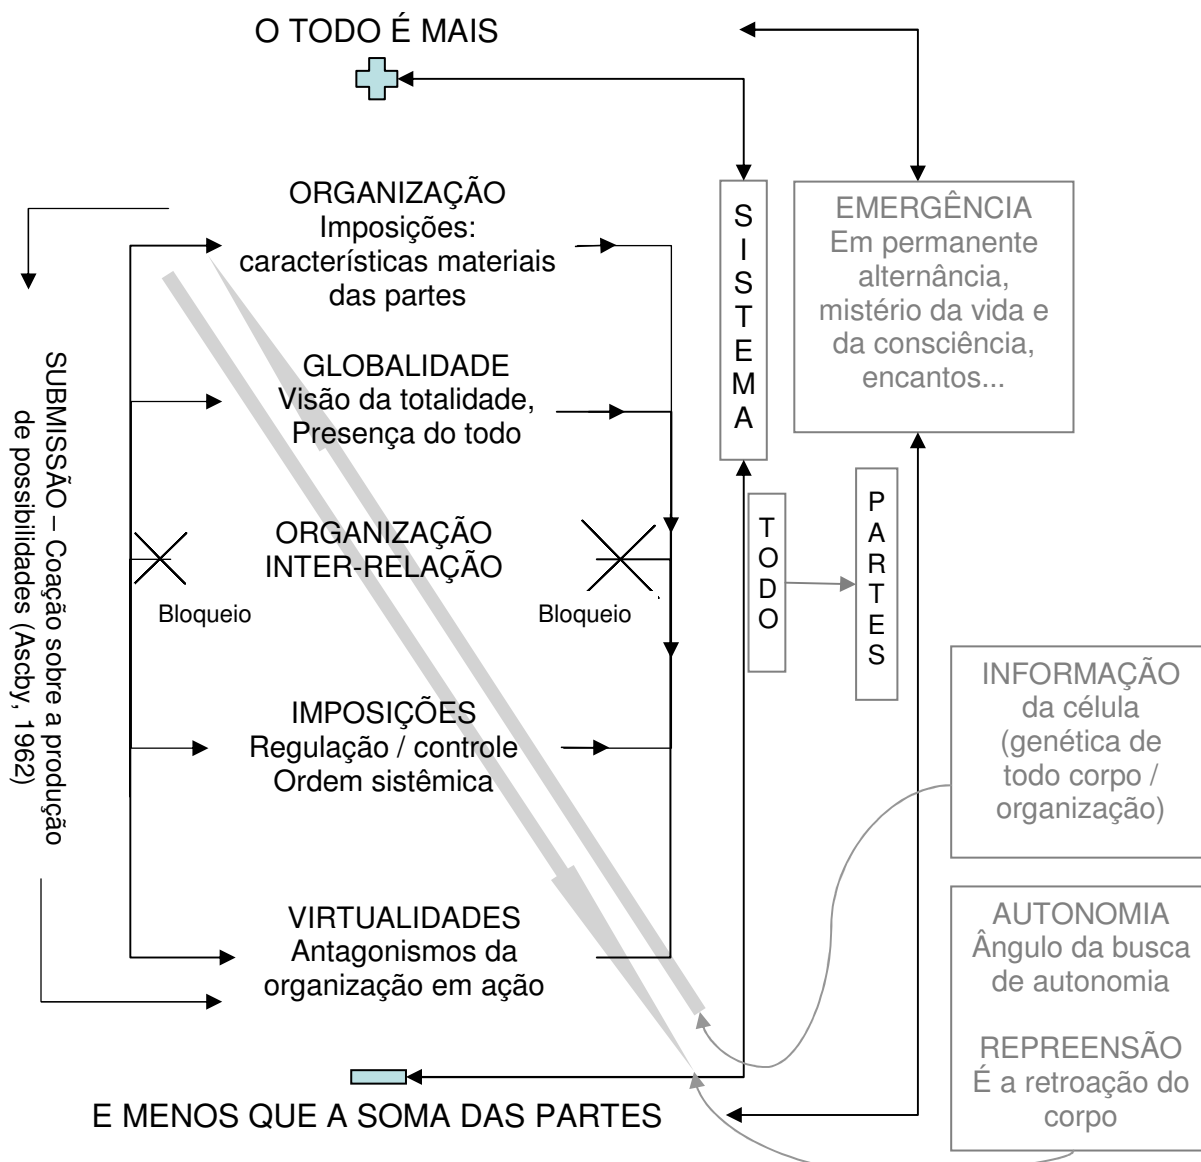 O TODO É MAIS
ORGANIZAÇÃO
Imposições:
características materiais
das partes
GLOBALIDADE
Visão da totalidade,
Presença do todo
ORGANIZAÇÃO
INTER-RELAÇÃO
Bloqueio
Bloqueio
IMPOSIÇÕES
Regulação / controle
Ordem sistêmica
VIRTUALIDADES
Antagonismos da
organização em ação
E MENOS QUE A SOMA DAS PARTES
SUBMISSÃO – Coação sobre a produção
de possibilidades (Ascby, 1962)
SISTEMA
TODO
PARTES
EMERGÊNCIA
Em permanente
alternância,
mistério da vida e
da consciência,
encantos...
INFORMAÇÃO
da célula
(genética de
todo corpo /
organização)
AUTONOMIA
Ângulo da busca
de autonomia
REPREENSÃO
É a retroação do
corpo